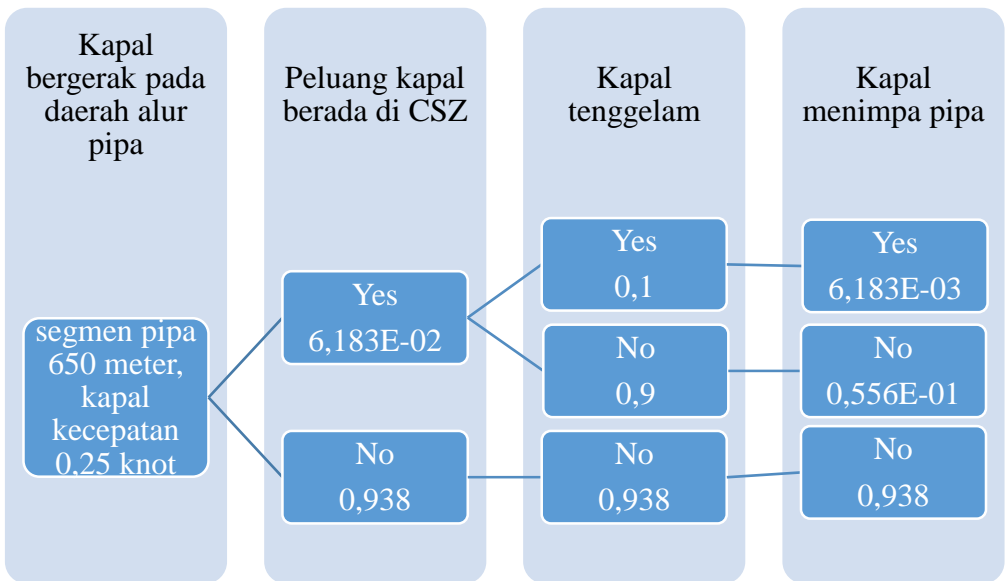 Kapal
bergerak pada
daerah alur
pipa
Peluang kapal
berada di CSZ
Kapal
tenggelam
Kapal
menimpa pipa
segmen pipa
650 meter,
kapal
kecepatan
0,25 knot
Yes
6,183E-02
No
0,938
Yes
0,1
No
0,9
No
0,938
Yes
6,183E-03
No
0,556E-01
No
0,938